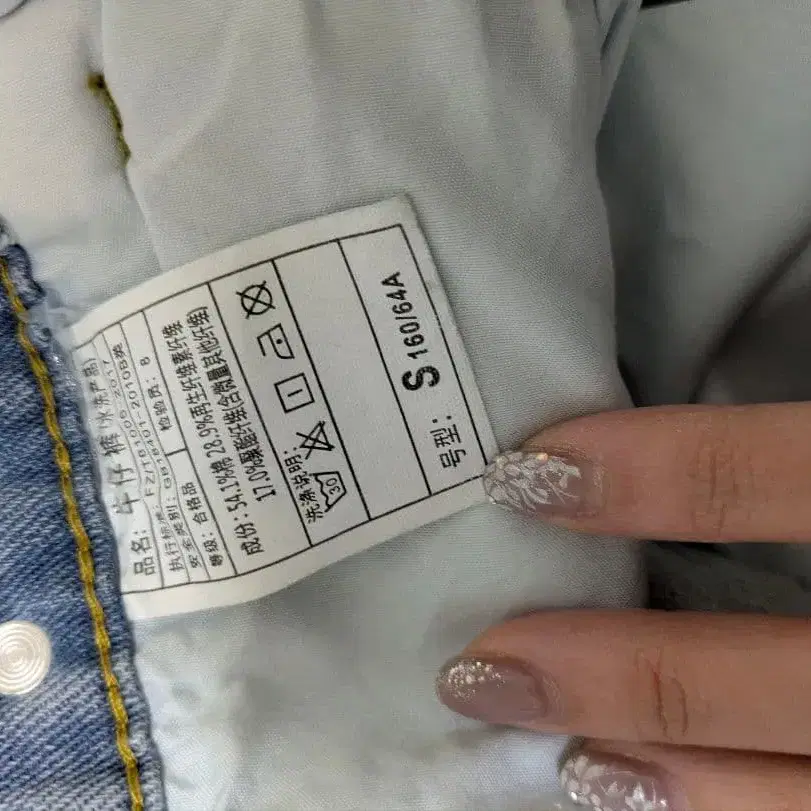 品名：牛仔裤(水洗产品)
执行标准：FZ/T81006-2017
安全类别：GB18401-2010B类
等级：合格品 检验员：8
成份：54.1%棉 28.9%再生纤维素纤维
17.0%聚酯纤维(含微量其他纤维)
洗涤说明：
30
号型：S 160/64A